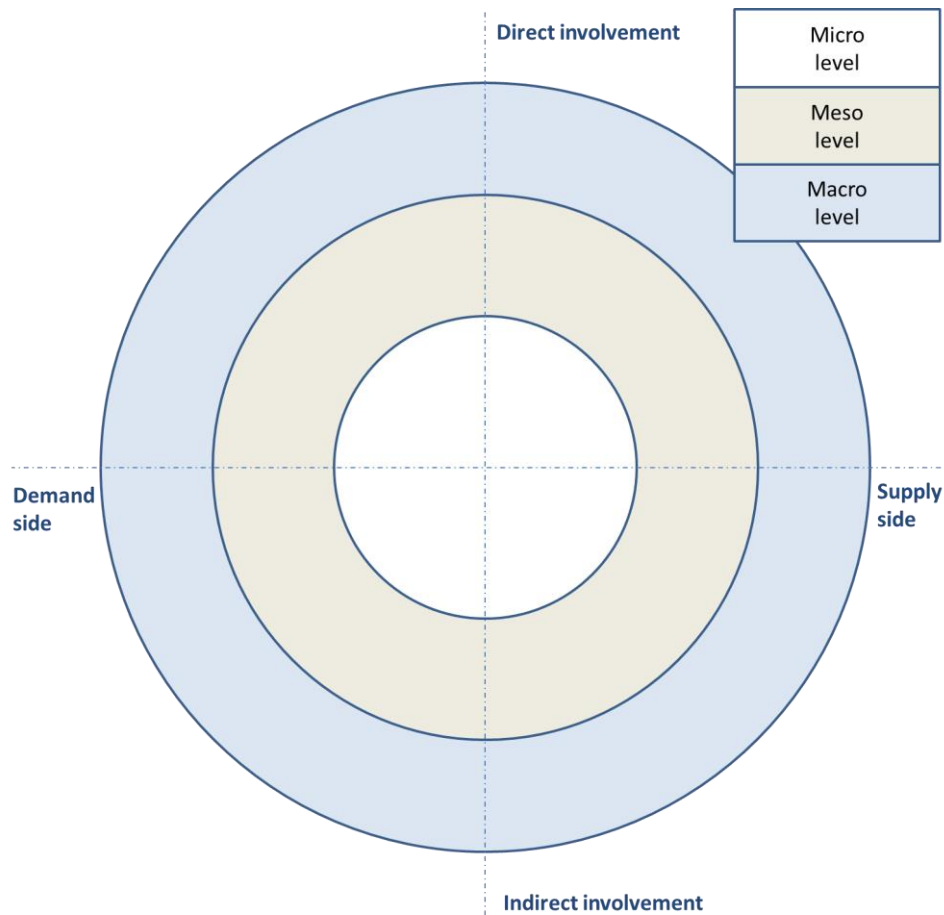 Direct involvement
Micro
level
Meso
level
Macro
level
Demand
side
Supply
side
Indirect involvement